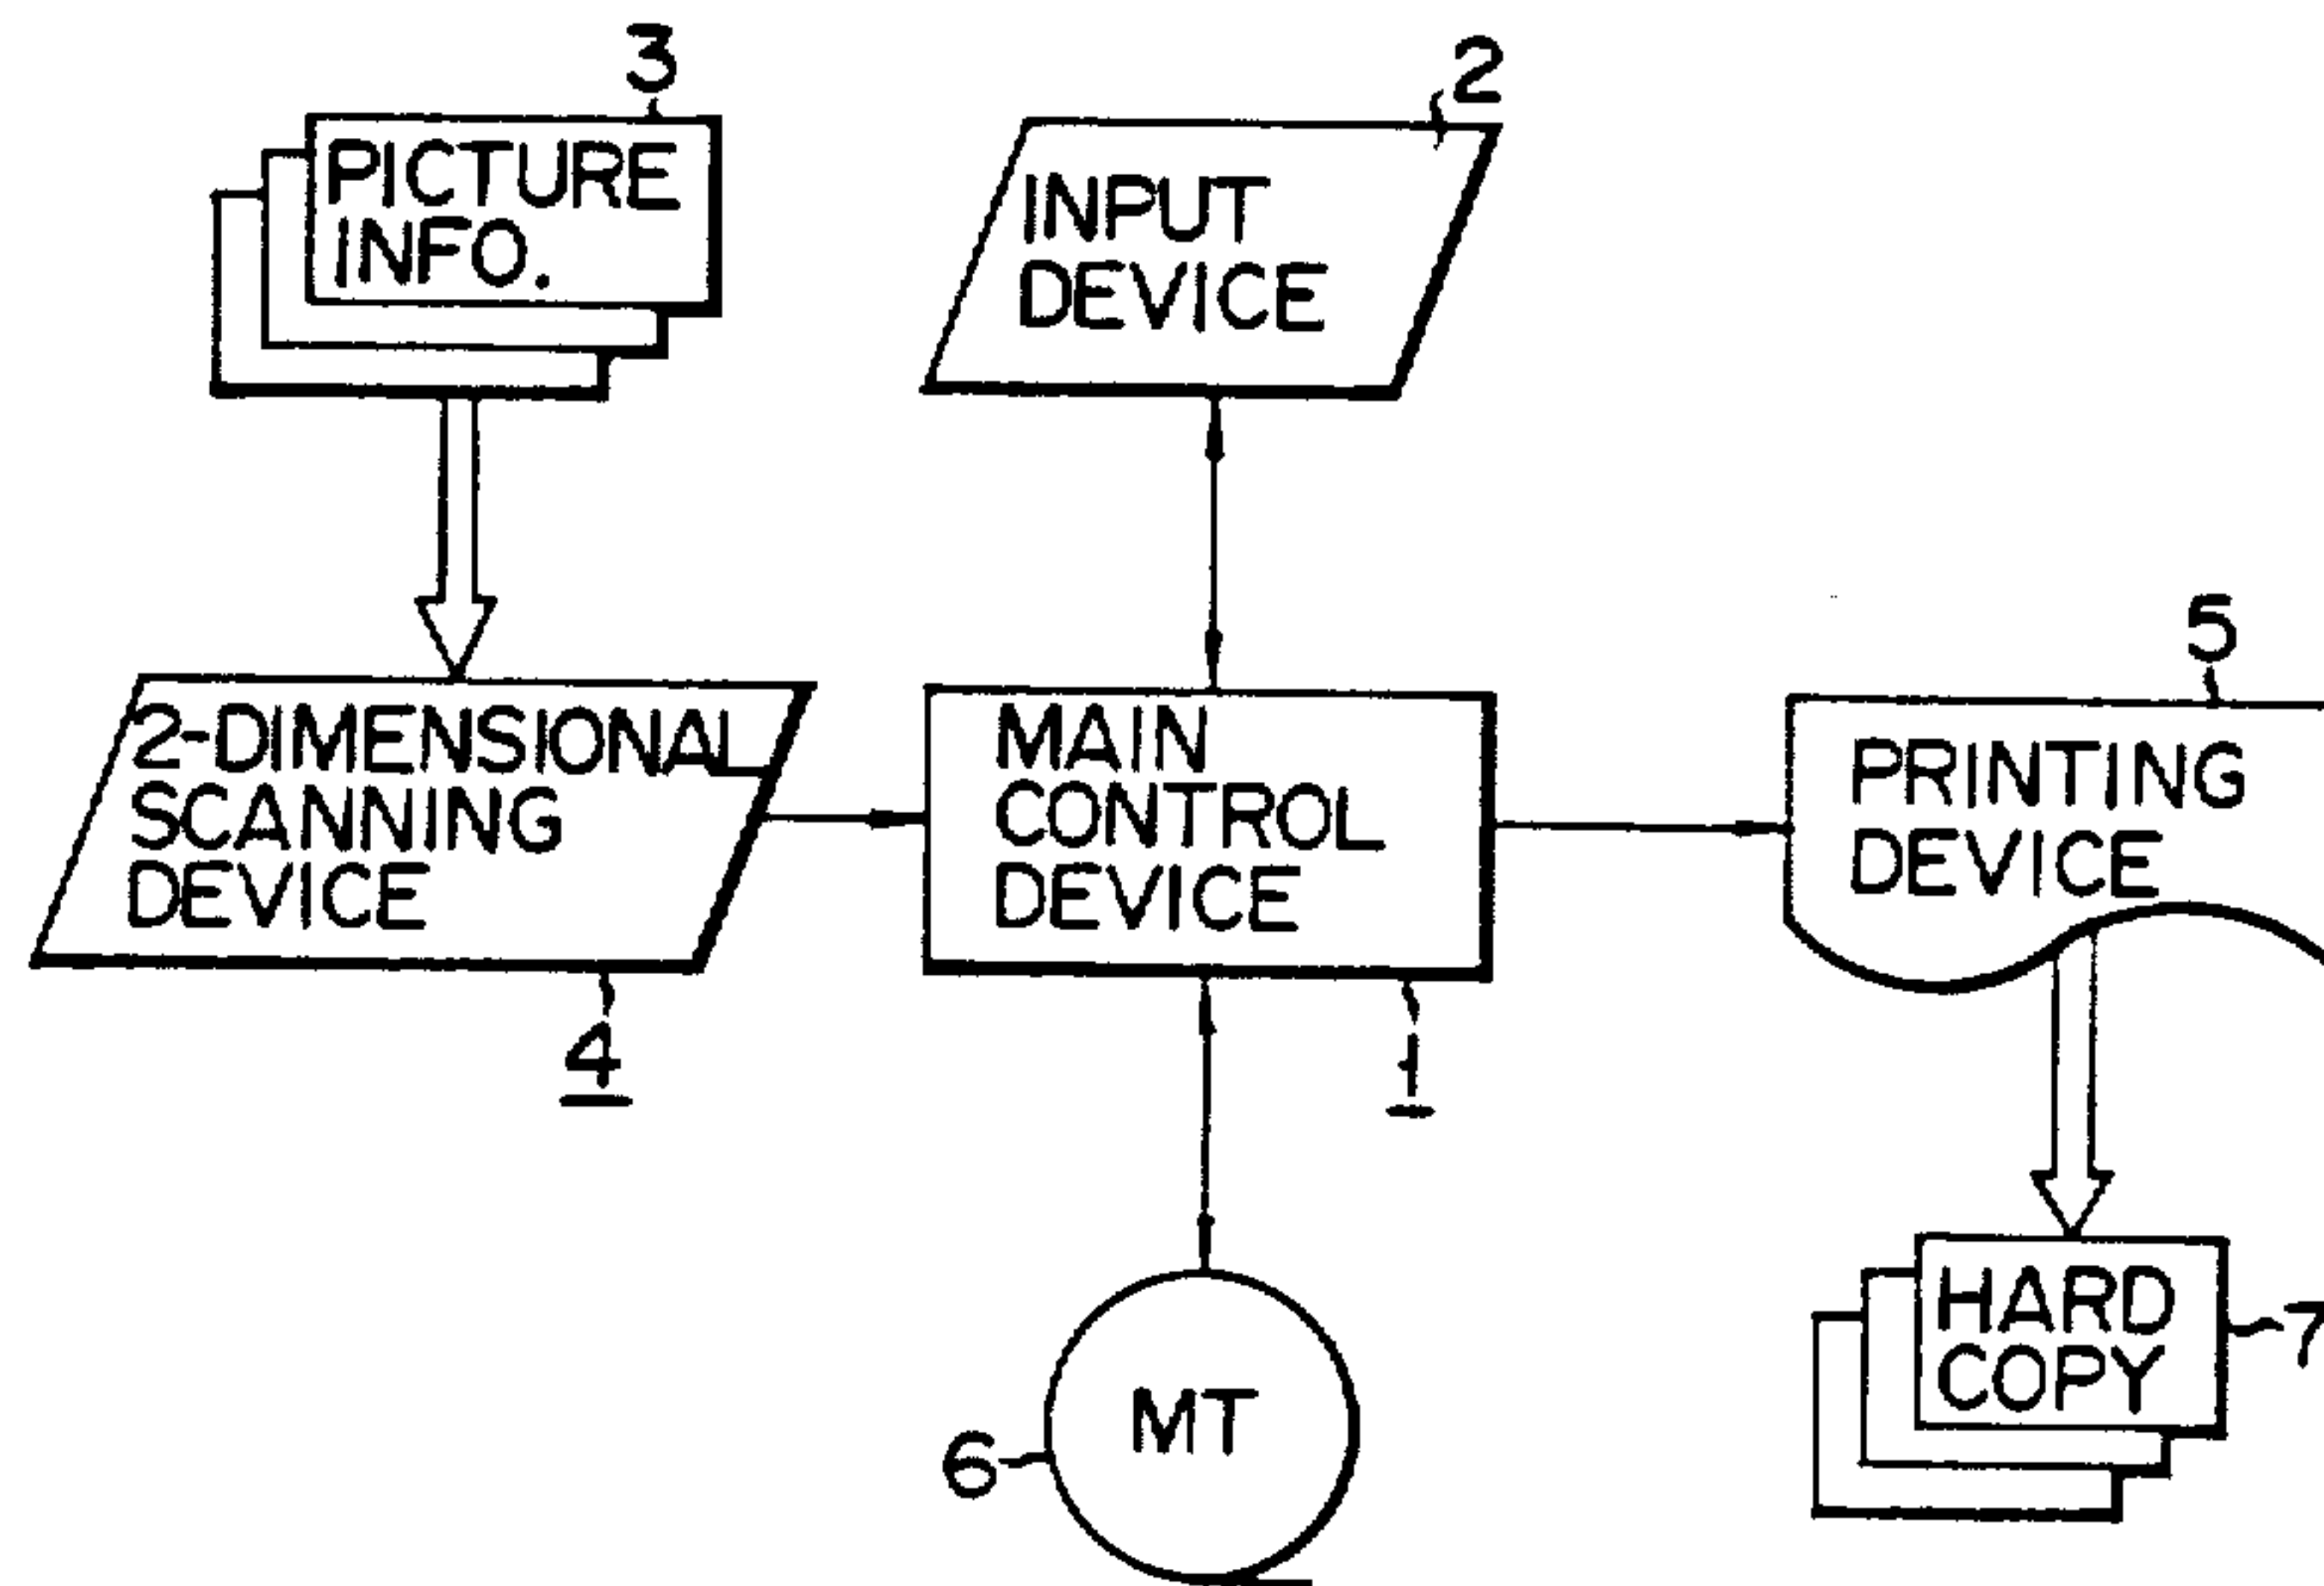 3
PICTURE
INFO.
2
INPUT
DEVICE
2-DIMENSIONAL
SCANNING
DEVICE
4
MAIN
CONTROL
DEVICE
1
5
PRINTING
DEVICE
MT
6
HARD
COPY
7